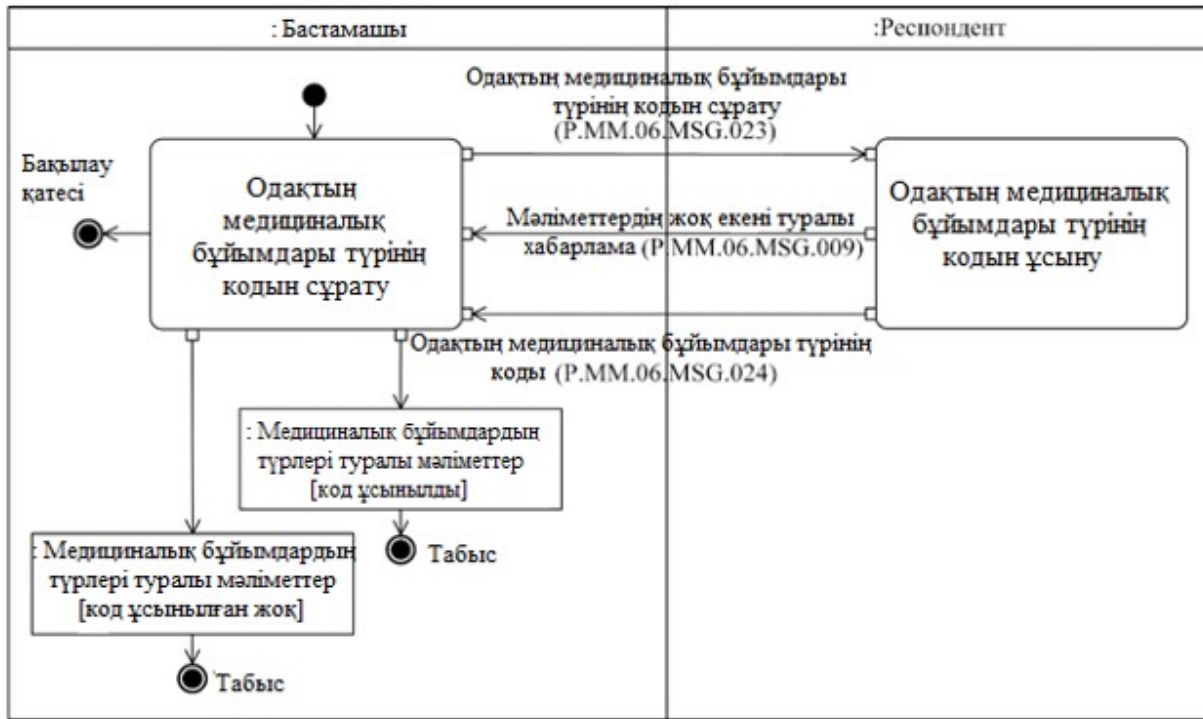 : Бастамашы
:Респондент
Одақтың медициналық бұйымдары
түрінің кодын сұрату
(P.MM.06.MSG.023)
Бақылау
қатесі
Одақтың
медициналық
бұйымдары түрінің
кодын сұрату
Мәліметтердің жоқ екені туралы
хабарлама (P.MM.06.MSG.009)
Одақтың медициналық
бұйымдары түрінің
кодын ұсыну
Одақтың медициналық бұйымдары түрінің
коды (P.MM.06.MSG.024)
: Медициналық бұйымдардың
түрлері туралы мәліметтер
[код ұсынылды]
Табыс
: Медициналық бұйымдардың
түрлері туралы мәліметтер
[код ұсынылған жоқ]
Табыс